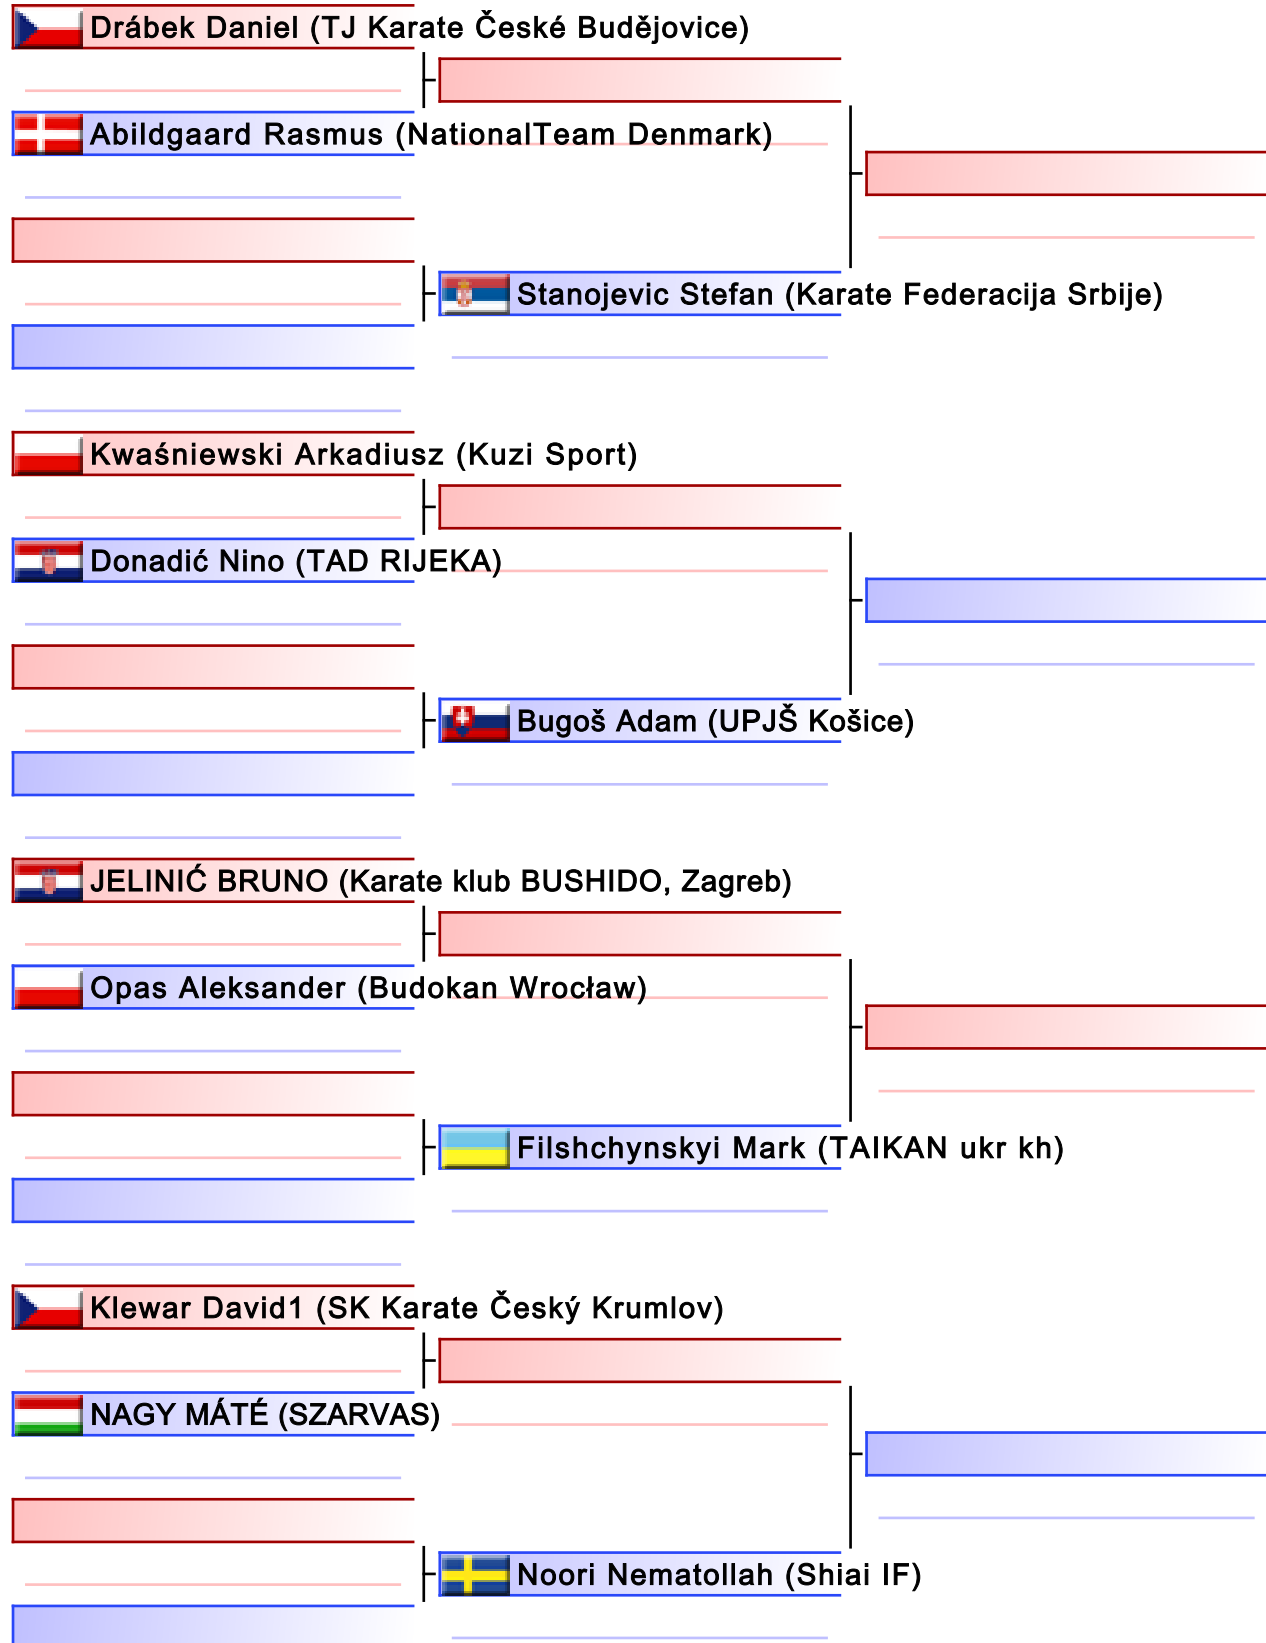 Drábek Daniel (TJ Karate České Budějovice)
Abildgaard Rasmus (NationalTeam Denmark)
Stanojevic Stefan (Karate Federacija Srbije)
Kwaśniewski Arkadiusz (Kuzi Sport)
Donadić Nino (TAD RIJEKA)
Bugoš Adam (UPJŠ Košice)
JELINIĆ BRUNO (Karate klub BUSHIDO, Zagreb)
Opas Aleksander (Budokan Wrocław)
Filshchynskyi Mark (TAIKAN ukr kh)
Klewar David1 (SK Karate Český Krumlov)
NAGY MÁTÉ (SZARVAS)
Noori Nematollah (Shiai IF)